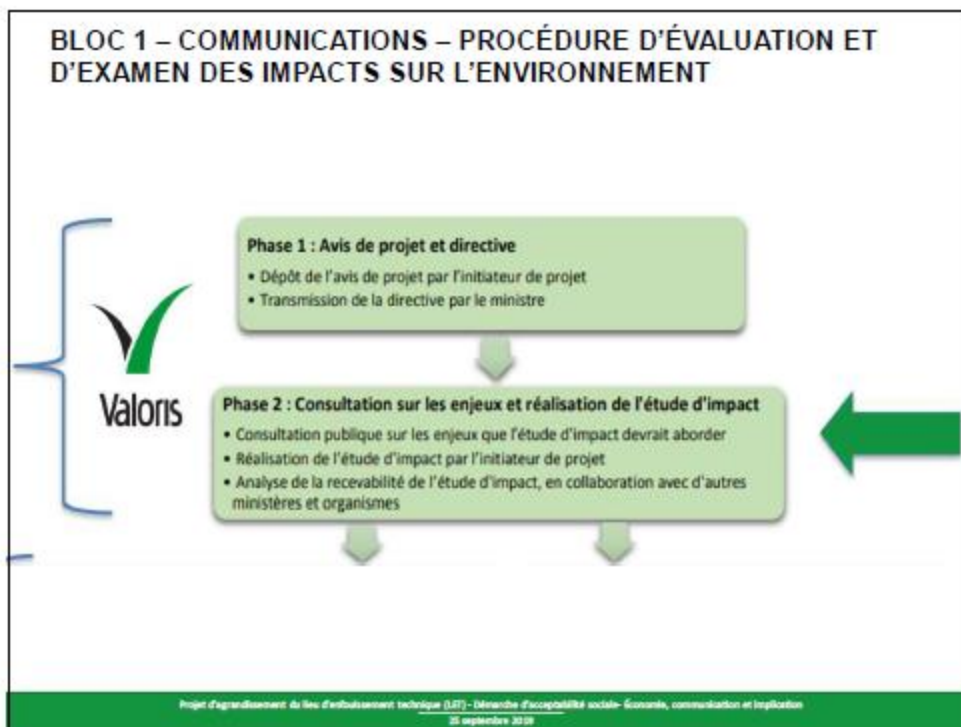 BLOC 1 – COMMUNICATIONS – PROCÉDURE D'ÉVALUATION ET
D'EXAMEN DES IMPACTS SUR L'ENVIRONNEMENT
Phase 1 : Avis de projet et directive
• Dépôt de l'avis de projet par l'initiateur de projet
• Transmission de la directive par le ministre
Valoris
Phase 2 : Consultation sur les enjeux et réalisation de l'étude d'impact
• Consultation publique sur les enjeux que l'étude d'impact devrait aborder
• Réalisation de l'étude d'impact par l'initiateur de projet
• Analyse de la recevabilité de l'étude d'impact, en collaboration avec d'autres
ministères et organismes
Projet d'agrandissement du lieu d'enfouissement technique (LET) - Démarche d'acceptabilité sociale- Économie, communication et implication
25 septembre 2019